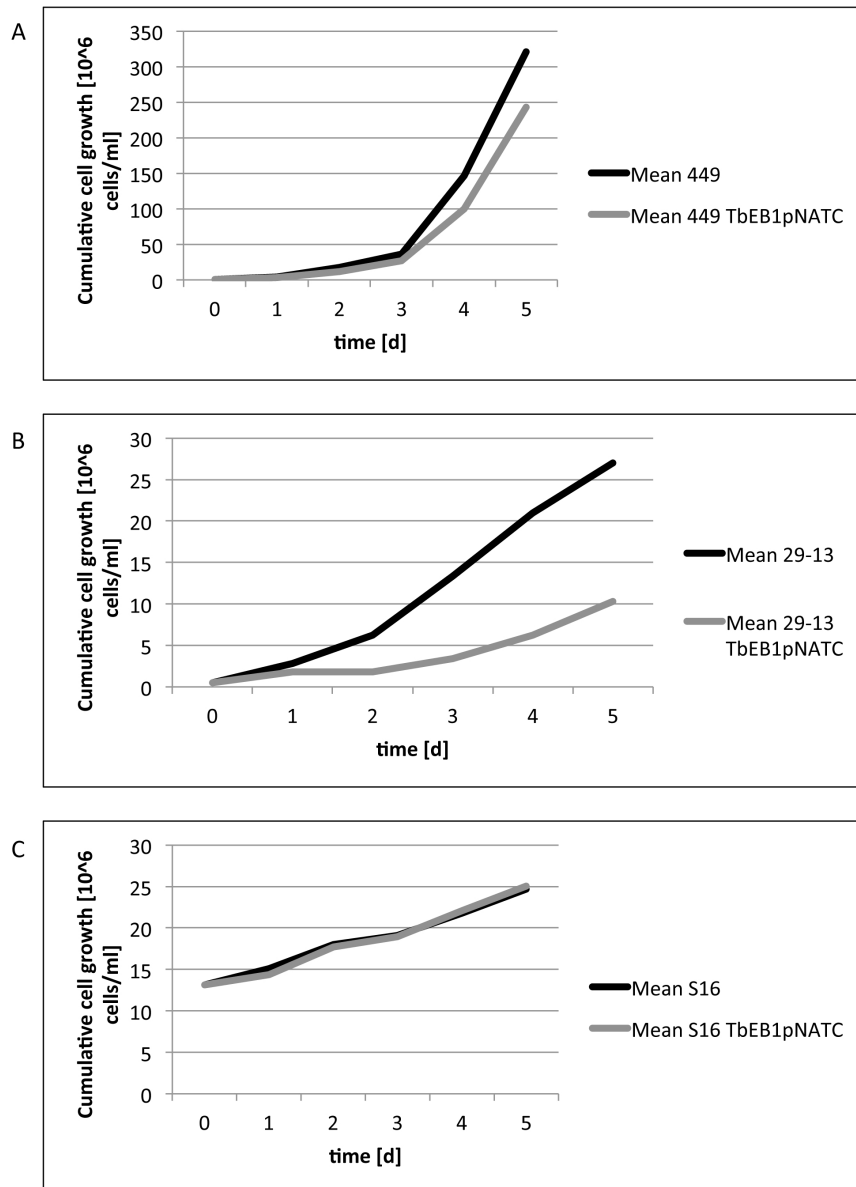 A
Cumulative cell growth [10^6
cells/ml]
350
300
250
200
150
100
50
0
0 1 2 3 4 5
time [d]
Mean 449
Mean 449 TbEB1pNATC
B
Cumulative cell growth [10^6
cells/ml]
30
25
20
15
10
5
0
0 1 2 3 4 5
time [d]
Mean 29-13
Mean 29-13
TbEB1pNATC
C
Cumulative cell growth [10^6
cells/ml]
30
25
20
15
10
5
0
0 1 2 3 4 5
time [d]
Mean S16
Mean S16 TbEB1pNATC